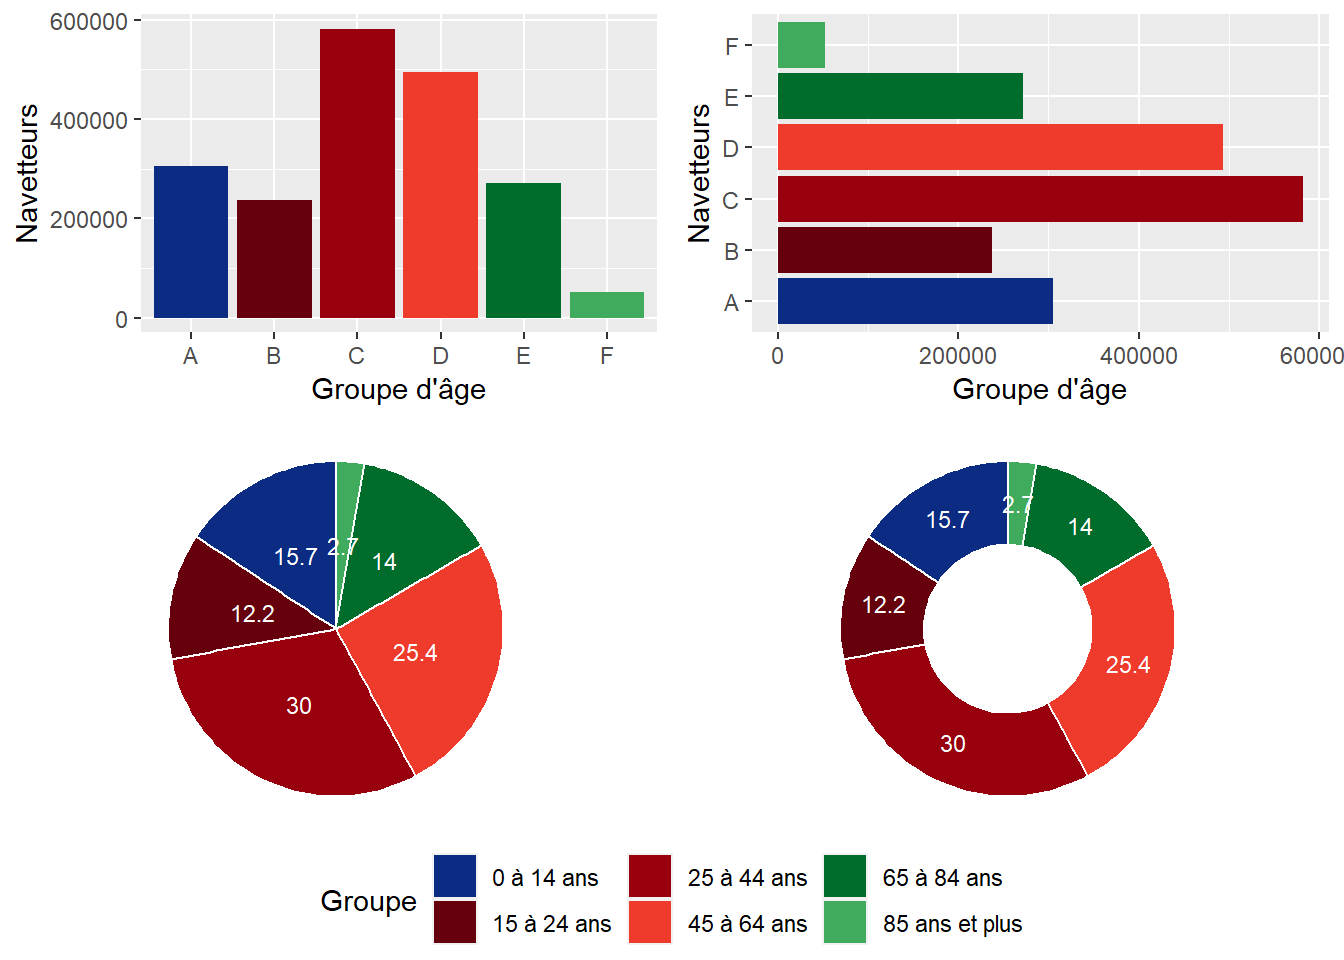 600000
400000
200000
0
Navetteurs
A B C D E F
Groupe d'âge
F
E
D
C
B
A
Navetteurs
0 200000 400000 60000
Groupe d'âge
15.7
2.7
14
12.2
25.4
30
15.7
2.7
14
12.2
25.4
30
Groupe
0 à 14 ans
15 à 24 ans
25 à 44 ans
45 à 64 ans
65 à 84 ans
85 ans et plus